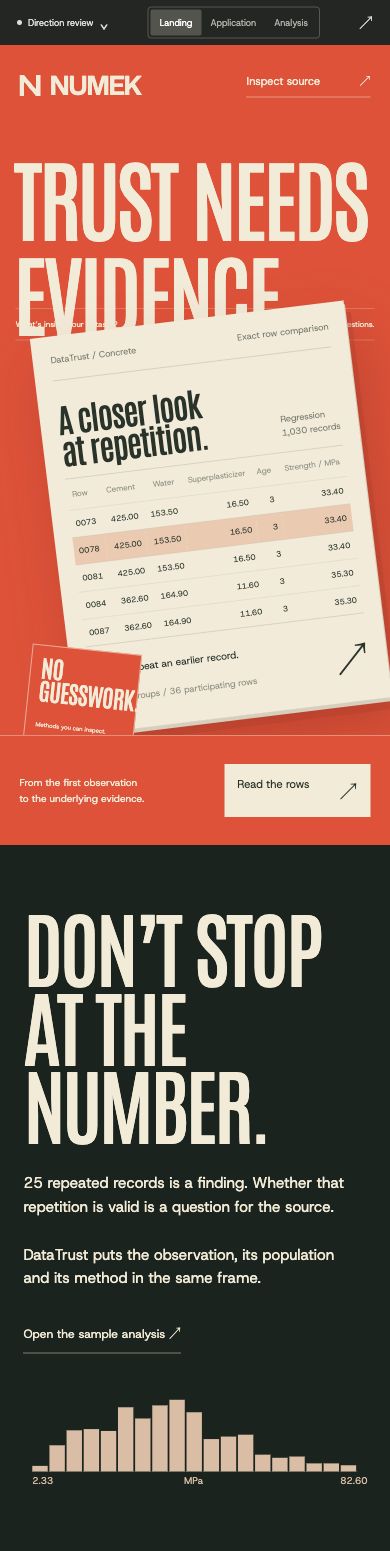 Direction review
Landing
Application
Analysis
NUMEK
Inspect source
TRUST NEEDS
EVIDENCE
What's
DataTrust / Concrete
Exact row comparison
A closer look
at repetition.
Regression
1,030 records
Row Cement Water Superplasticizer Age Strength / MPa
0073 425.00 153.50 16.50 3 33.40
0078 425.00 153.50 16.50 3 33.40
0081 425.00 153.50 16.50 3 33.40
0084 362.60 164.90 11.60 3 35.30
0087 362.60 164.90 11.60 3 35.30
an earlier record.
/ 36 participating rows
NO
GUESSWORK.
Methods you can inspect.
From the first observation
to the underlying evidence.
Read the rows
DON'T STOP
AT THE
NUMBER.
25 repeated records is a finding. Whether that
repetition is valid is a question for the source.
DataTrust puts the observation, its population
and its method in the same frame.
Open the sample analysis
2.33 MPa 82.60